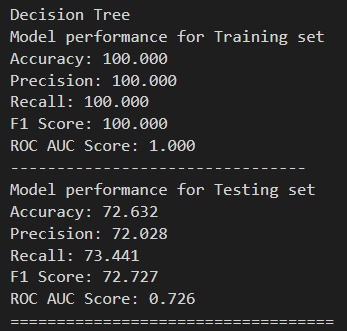 Decision Tree
Model performance for Training set
Accuracy: 100.000
Precision: 100.000
Recall: 100.000
F1 Score: 100.000
ROC AUC Score: 1.000
--------------------------------
Model performance for Testing set
Accuracy: 72.632
Precision: 72.028
Recall: 73.441
F1 Score: 72.727
ROC AUC Score: 0.726
===================================